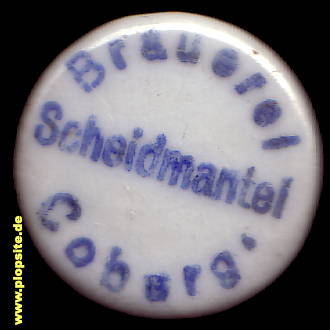 Brauerei
Scheidmantel
Coburg.
www.plopsite.de